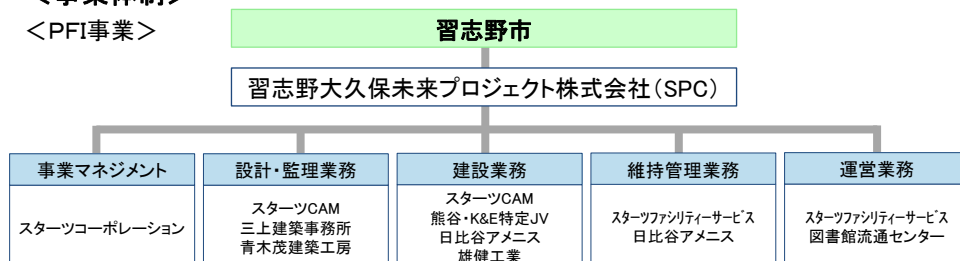 ＜事業体制＞
＜PFI事業＞
習志野市
習志野大久保未来プロジェクト株式会社（SPC）
事業マネジメント
スターツコーポレーション
設計・監理業務
スターツCAM
三上建築事務所
青木茂建築工房
建設業務
スターツCAM
熊谷・K&E特定JV
日比谷アメニス
雄健工業
維持管理業務
ｽﾀｰﾂﾌｧｼﾘﾃｨｰｻｰﾋﾞｽ
日比谷アメニス
運営業務
ｽﾀｰﾂﾌｧｼﾘﾃｨｰｻｰﾋﾞｽ
図書館流通センター